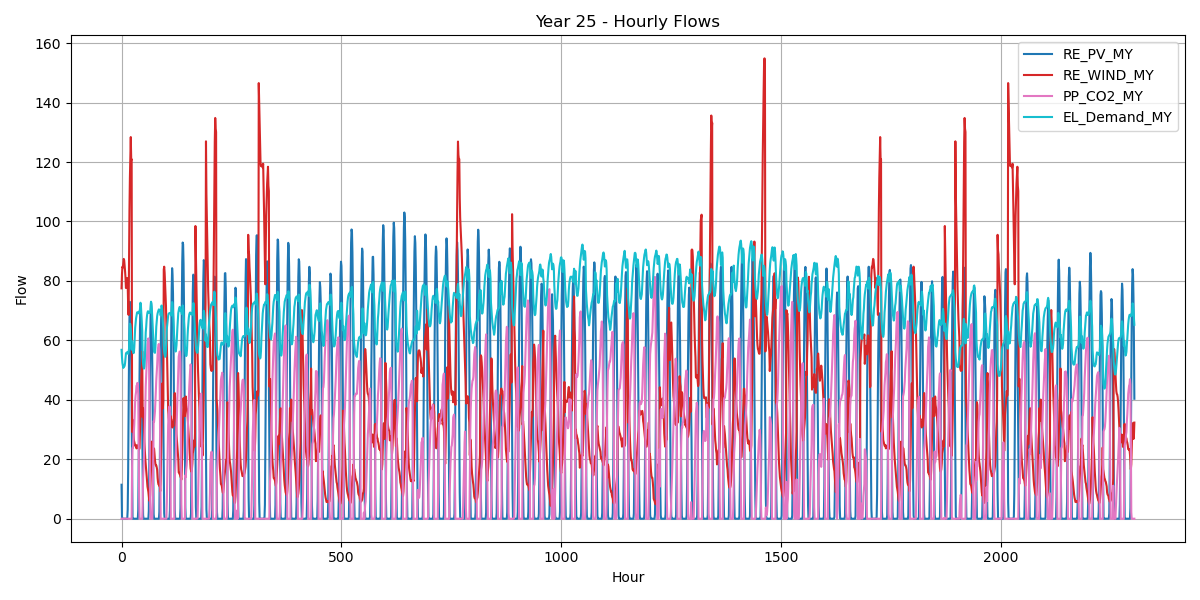 Year 25 - Hourly Flows
RE_PV_MY
RE_WIND_MY
PP_CO2_MY
EL_Demand_MY
Flow
160
140
120
100
80
60
40
20
0
0 500 1000 1500 2000
Hour